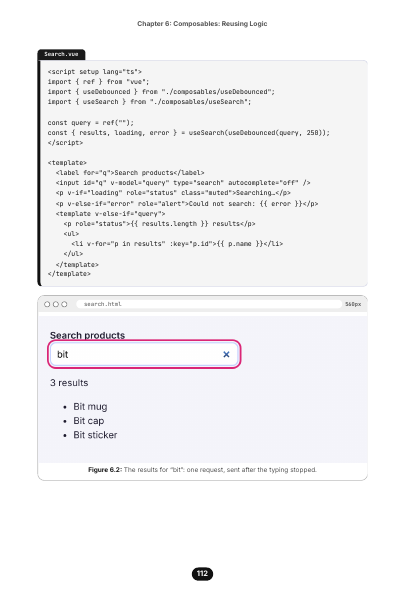 Chapter 6: Composables: Reusing Logic
Search.vue
<script setup lang="ts">
import { ref } from "vue";
import { useDebounced } from "./composables/useDebounced";
import { useSearch } from "./composables/useSearch";
const query = ref("");
const { results, loading, error } = useSearch(useDebounced(query, 250));
</script>
<template>
<label for="q">Search products</label>
<input id="q" v-model="query" type="search" autocomplete="off" />
<p v-if="loading" role="status" class="muted">Searching…</p>
<p v-else-if="error" role="alert">Could not search: {{ error }}</p>
<template v-else-if="query">
<p role="status">{{ results.length }} results</p>
<ul>
<li v-for="p in results" :key="p.id">{{ p.name }}</li>
</ul>
</template>
</template>
search.html
560px
Search products
bit
3 results
• Bit mug
• Bit cap
• Bit sticker
Figure 6.2: The results for “bit”: one request, sent after the typing stopped.
112